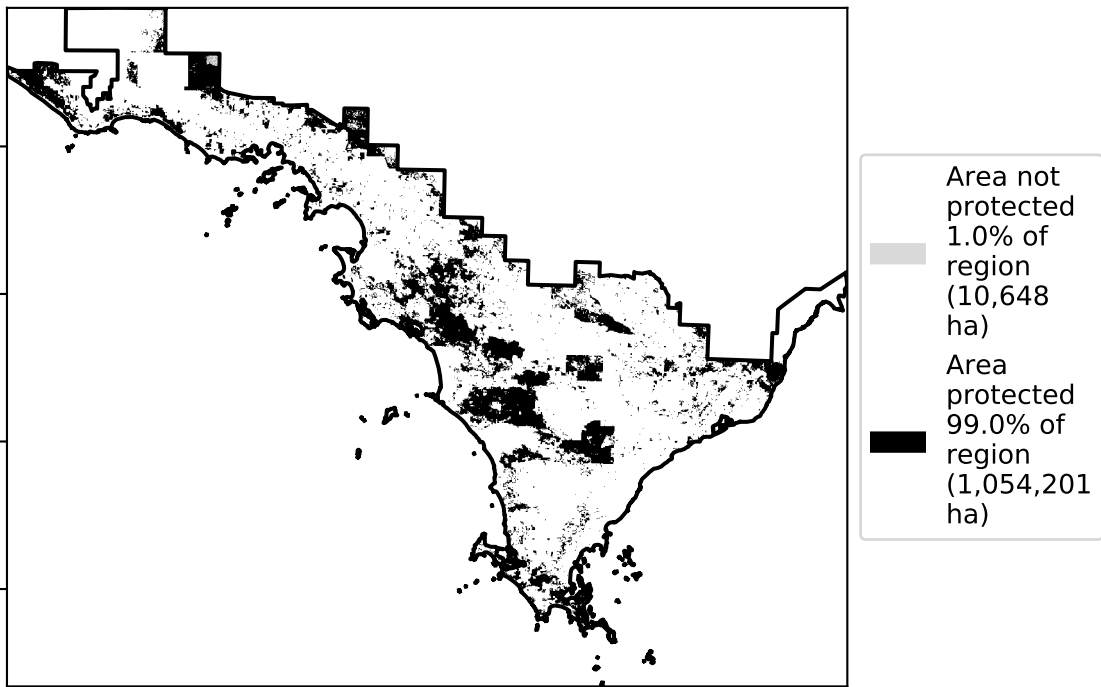 Area not
protected
1.0% of
region
(10,648
ha)
Area
protected
99.0% of
region
(1,054,201
ha)